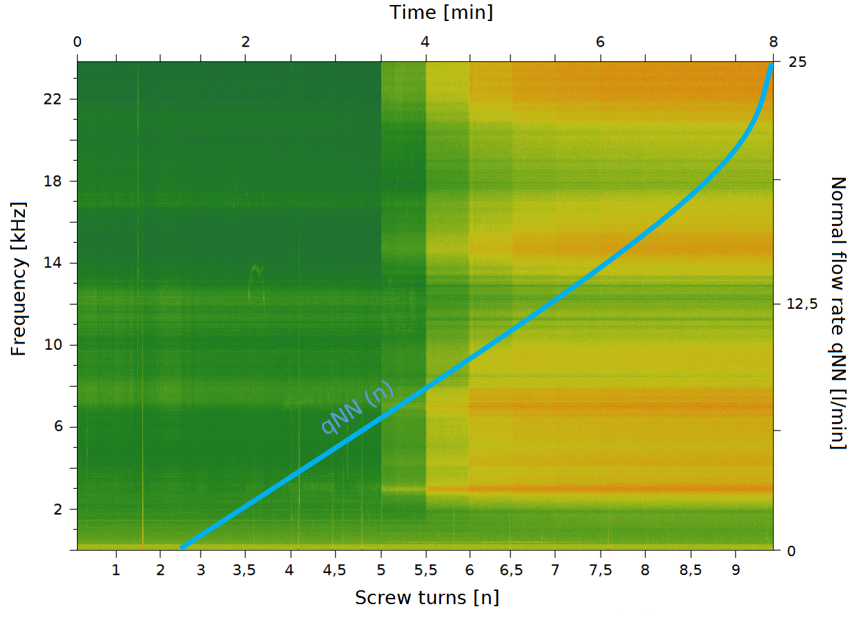 Time [min]
0 2 4 6 8
22
18
14
10
6
2
Frequency [kHz]
25
12,5
0
Normal flow rate qNN [l/min]
qNN (n)
1 2 3 3,5 4 4,5 5 5,5 6 6,5 7 7,5 8 8,5 9
Screw turns [n]